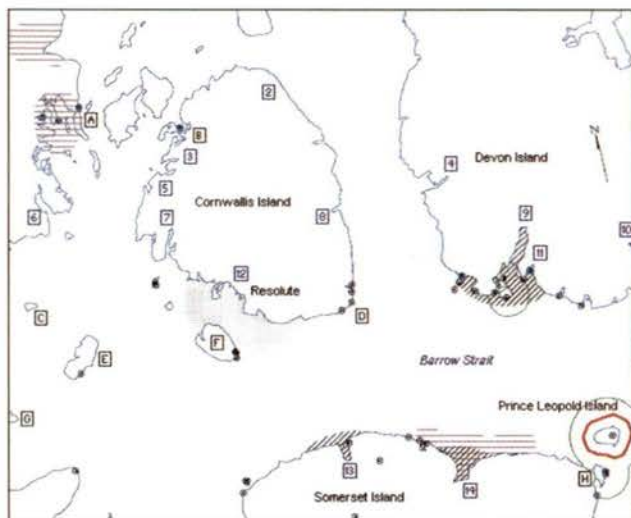 2
A
B
3
4
Devon Island
N
5
Cornwallis Island
6
7
8
9
10
11
12
Resolute
C
D
F
E
Barrow Strait
G
Prince Leopold Island
13
14
H
Somerset Island